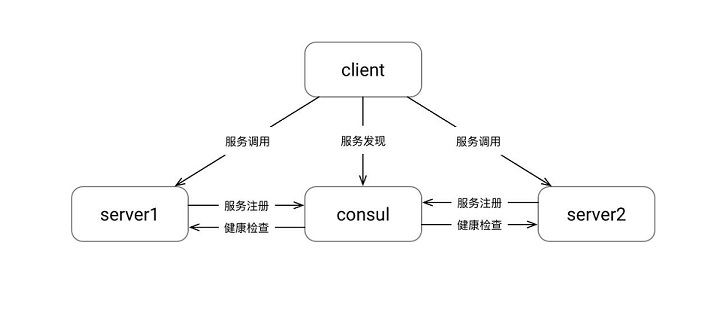 client
服务调用
服务发现
服务调用
server1
服务注册
健康检查
consul
服务注册
健康检查
server2